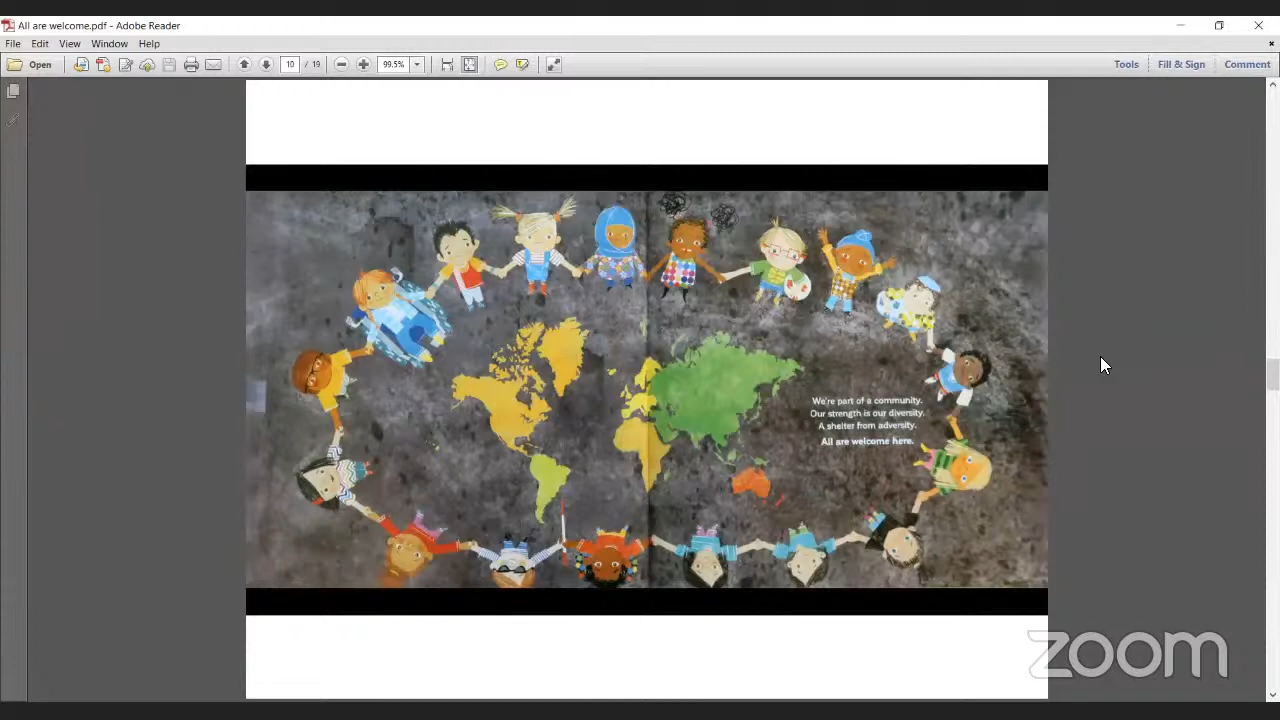 All are welcome.pdf - Adobe Reader
File Edit View Window Help
Open 10 / 19 99.5% Tools Fill & Sign Comment
We're part of a community.
Our strength is our diversity.
A shelter from adversity.
All are welcome here.
zoom